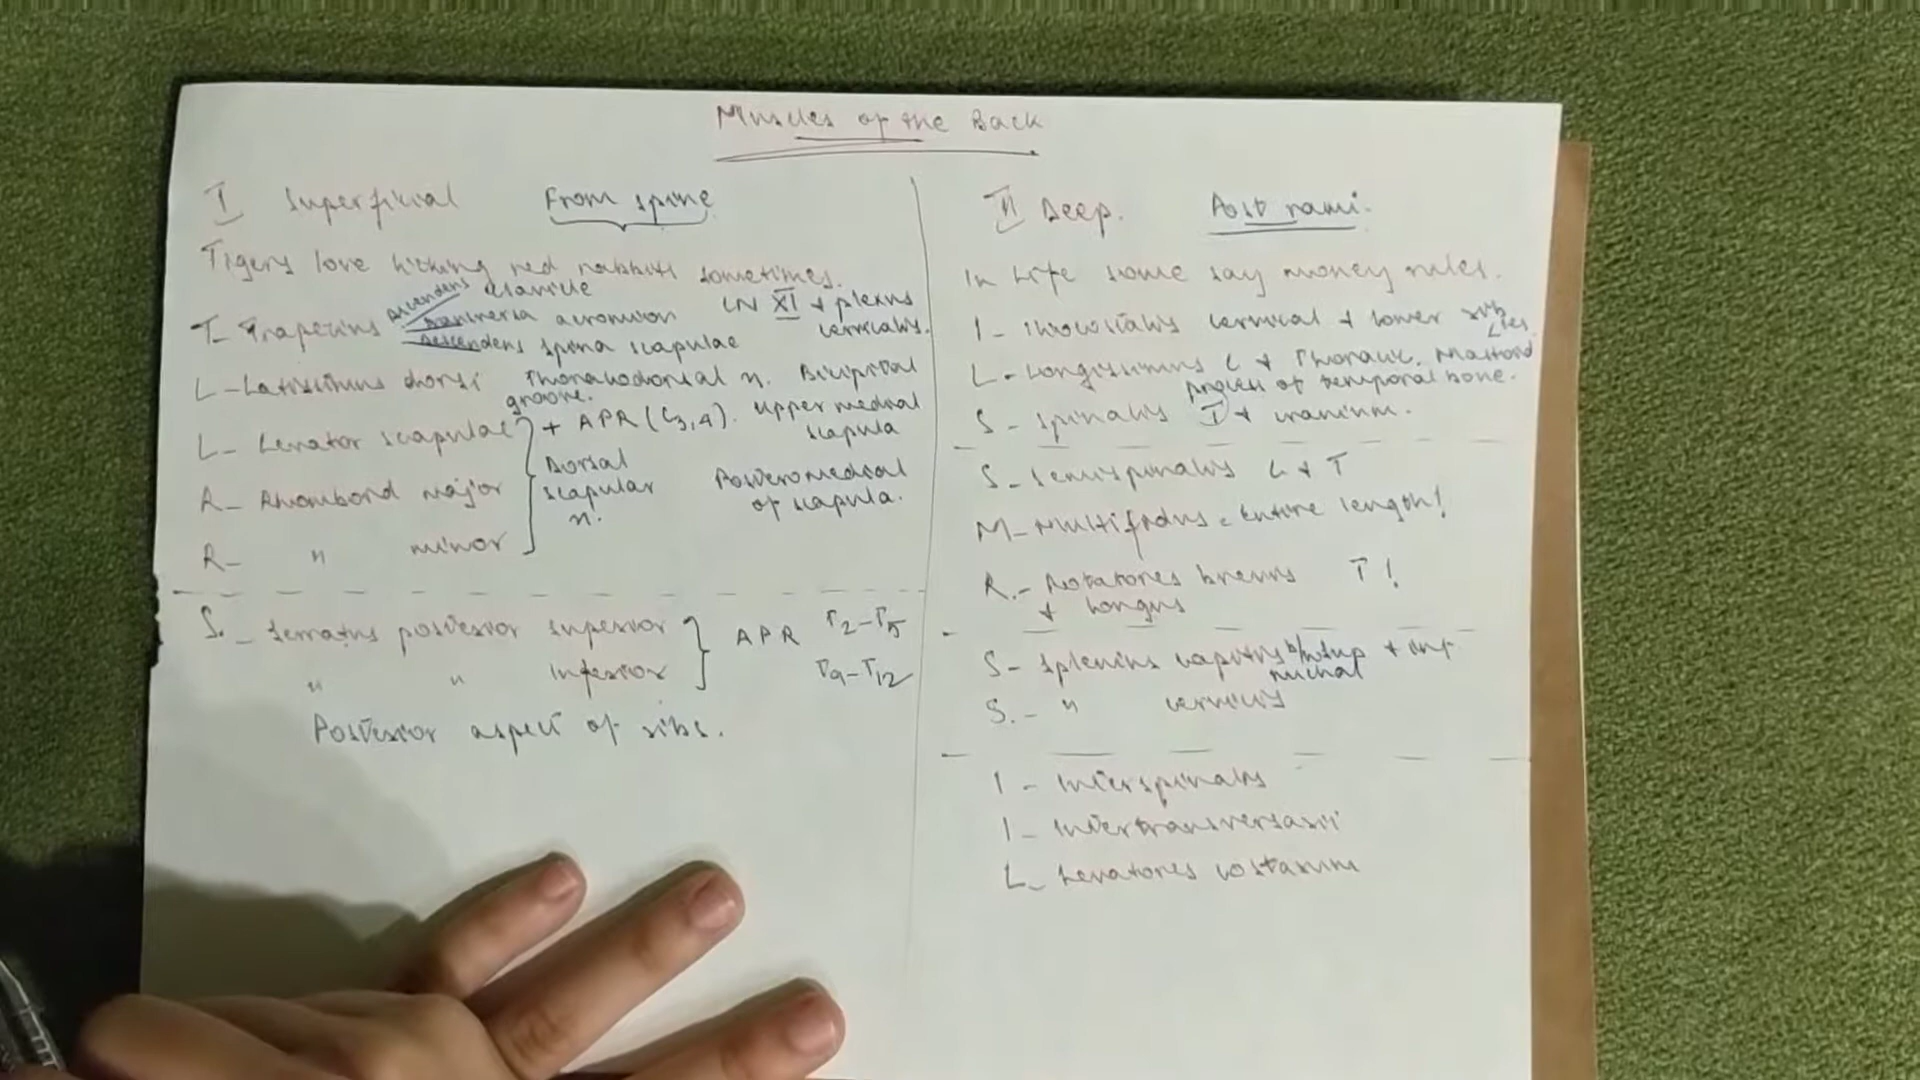 Muscles of the Back
I Superficial From spine
Tigers love kicking red rabbits sometimes.
T- Trapezius ascendens clavicle
transversa acromion CN XI + plexus
descendens spina scapulae cervicalis.
L- Latissimus dorsi Thoracodorsal n. Bicipital
groove.
L- Levator scapulae + APR (C3,4). upper medial
scapula
R- Rhomboid major Dorsal
scapular
n. Posteromedial
of scapula.
R- " minor
S. - Serratus posterior superior APR T2-T5
" " inferior T9-T12
Posterior aspect of ribs.
II Deep. Post rami.
In Life some say money rules.
I - Iliocostalis cervical + lower
L- Longissimus C + Thoracic. Mastoid
process of temporal bone.
S - spinalis T + cranium.
S- Semispinalis C + T
M- Multifidus - Entire length!
R.- Rotatores brevis T!
+ longus
S- Splenius capitis b/w sup + inf
nuchal
S. - " cervicis
I - Interspinales
I - Intertransversarii
L- Levatores costarum